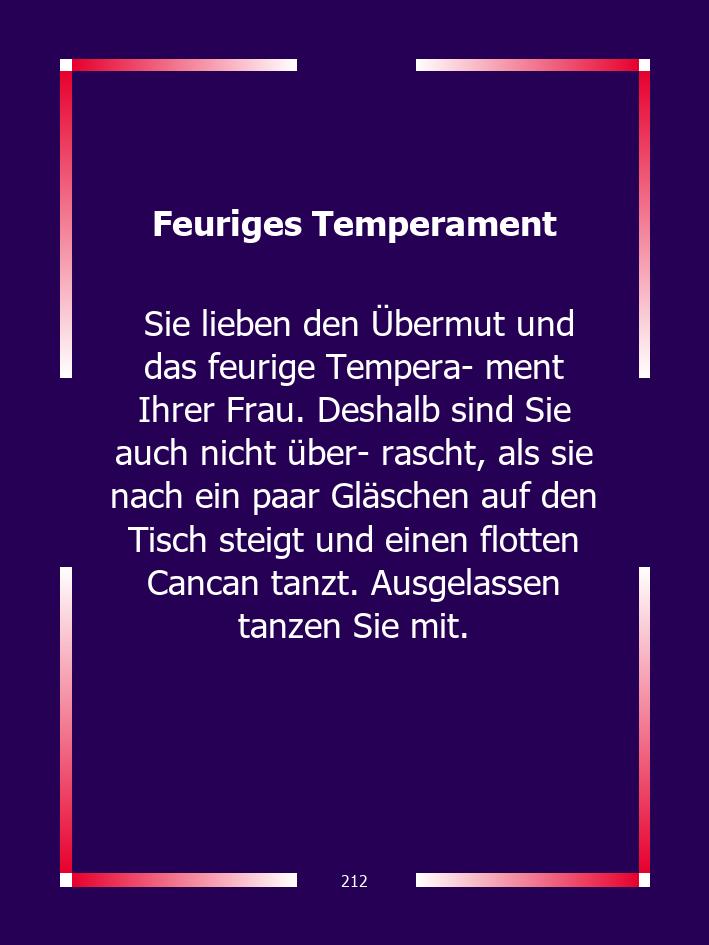 Feuriges Temperament
Sie lieben den Übermut und
das feurige Tempera- ment
Ihrer Frau. Deshalb sind Sie
auch nicht über- rascht, als sie
nach ein paar Gläschen auf den
Tisch steigt und einen flotten
Cancan tanzt. Ausgelassen
tanzen Sie mit.
212